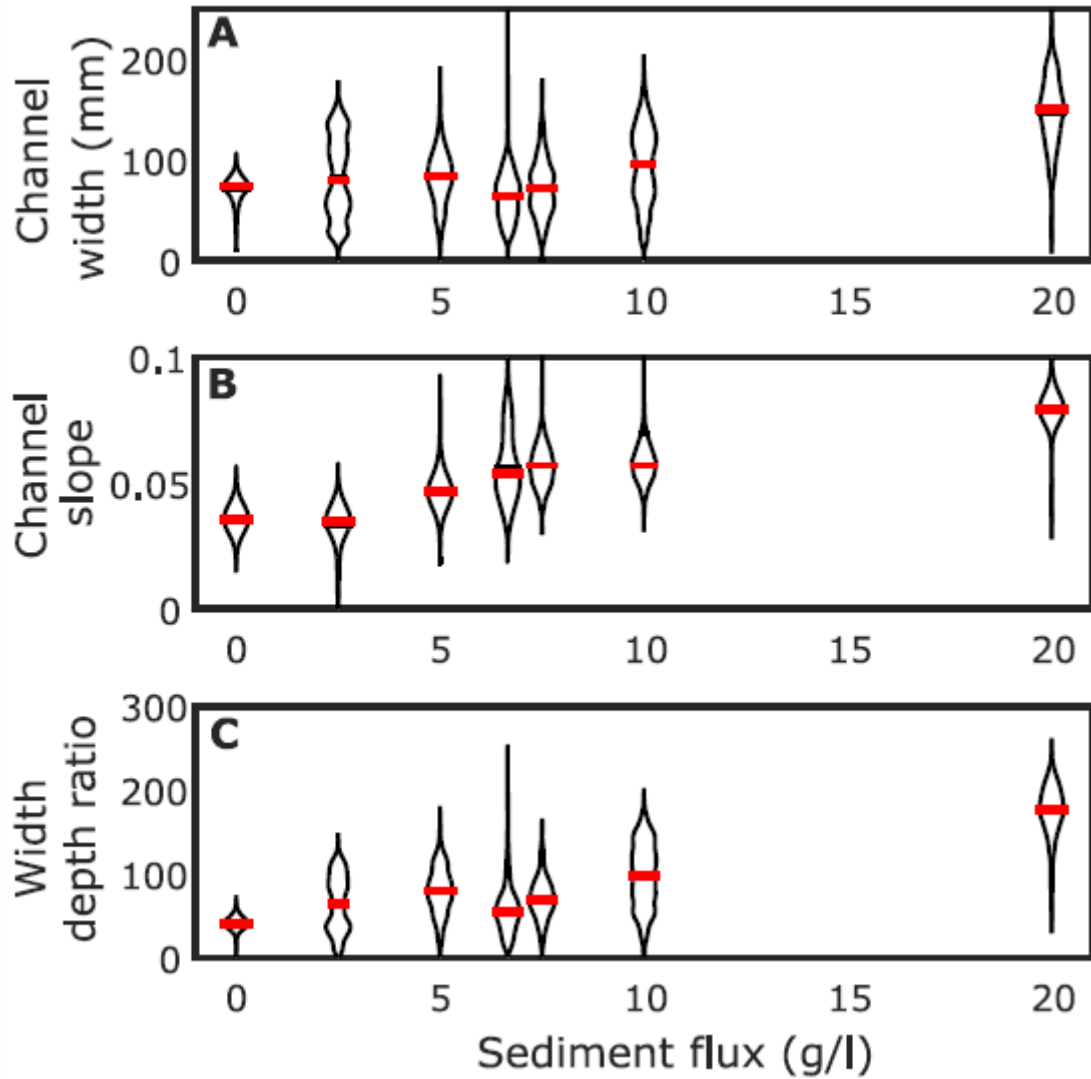 A
Channel
width (mm)
200
100
0
0 5 10 15 20
B
Channel
slope
0.1
0.05
0
0 5 10 15 20
C
Width
depth ratio
300
200
100
0
0 5 10 15 20
Sediment flux (g/l)